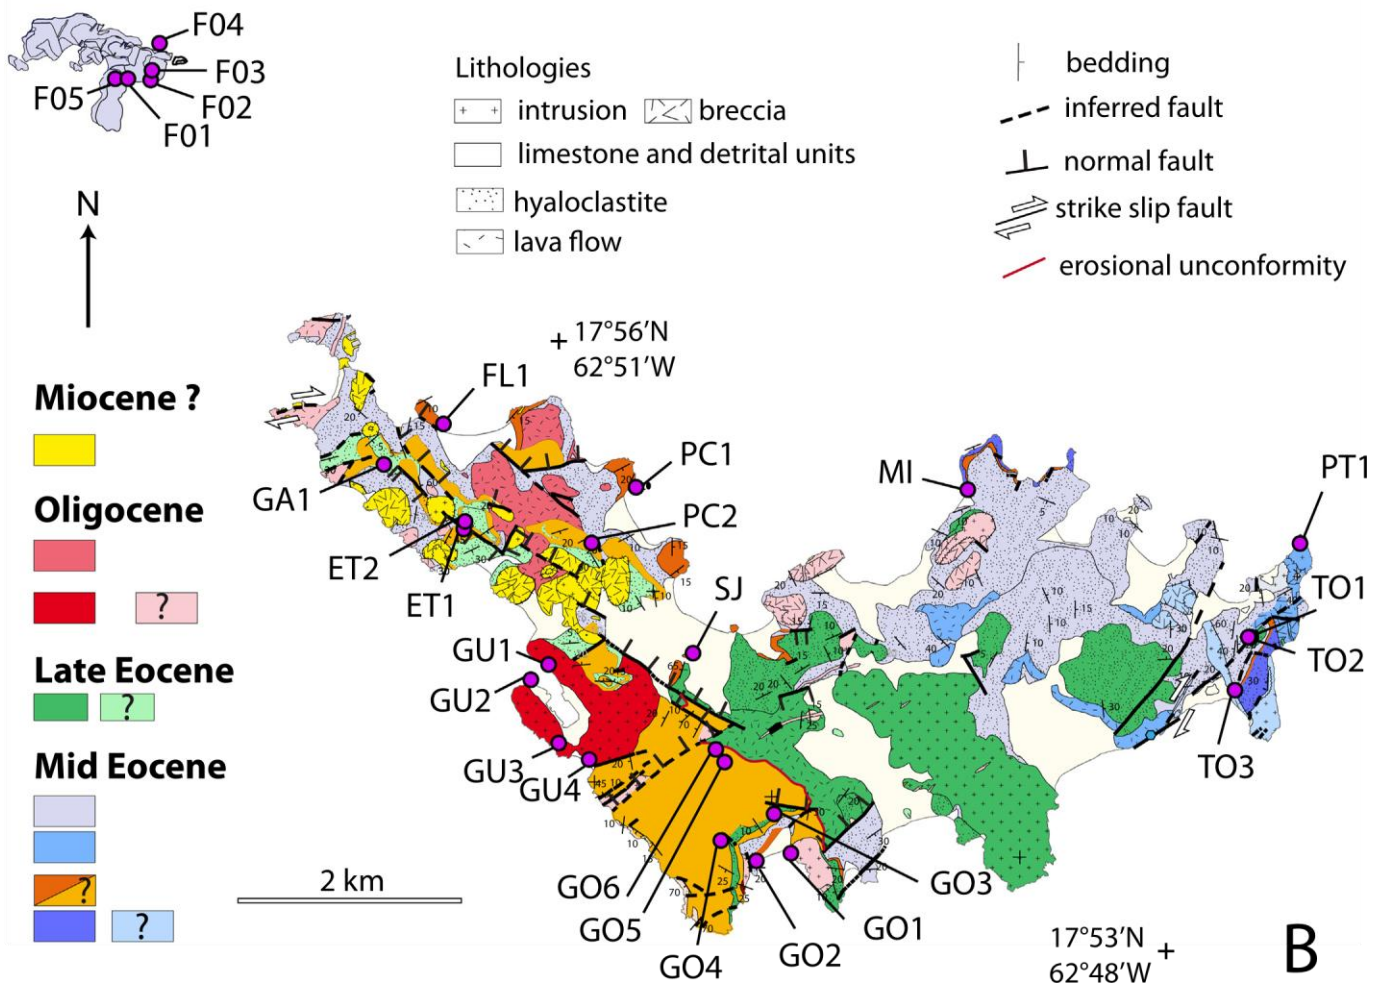 F04
F03
F05
F02
F01
Lithologies
intrusion
breccia
limestone and detrital units
hyaloclastite
lava flow
bedding
inferred fault
normal fault
strike slip fault
erosional unconformity
N
17°56'N
62°51'W
Miocene ?
Oligocene
?
Late Eocene
?
Mid Eocene
?
?
FL1
PC1
GA1
PC2
ET2
ET1
SJ
MI
PT1
TO1
TO2
TO3
GU1
GU2
GU3
GU4
GO6
GO5
GO4
GO3
GO1
GO2
2 km
17°53'N
62°48'W
B